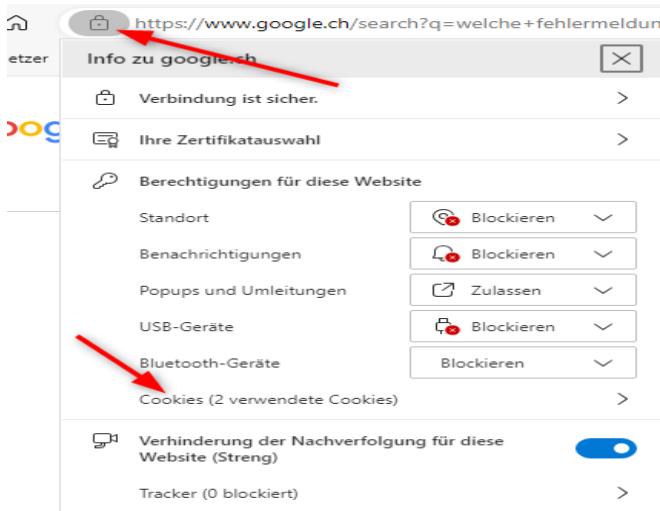 https://www.google.ch/search?q=welche+fehlermeldun
etzer
Info zu google.ch
Verbindung ist sicher.
oog
Ihre Zertifikatauswahl
Berechtigungen für diese Website
Standort Blockieren
Benachrichtigungen Blockieren
Popups und Umleitungen Zulassen
USB-Geräte Blockieren
Bluetooth-Geräte Blockieren
Cookies (2 verwendete Cookies)
Verhinderung der Nachverfolgung für diese
Website (Streng)
Tracker (0 blockiert)